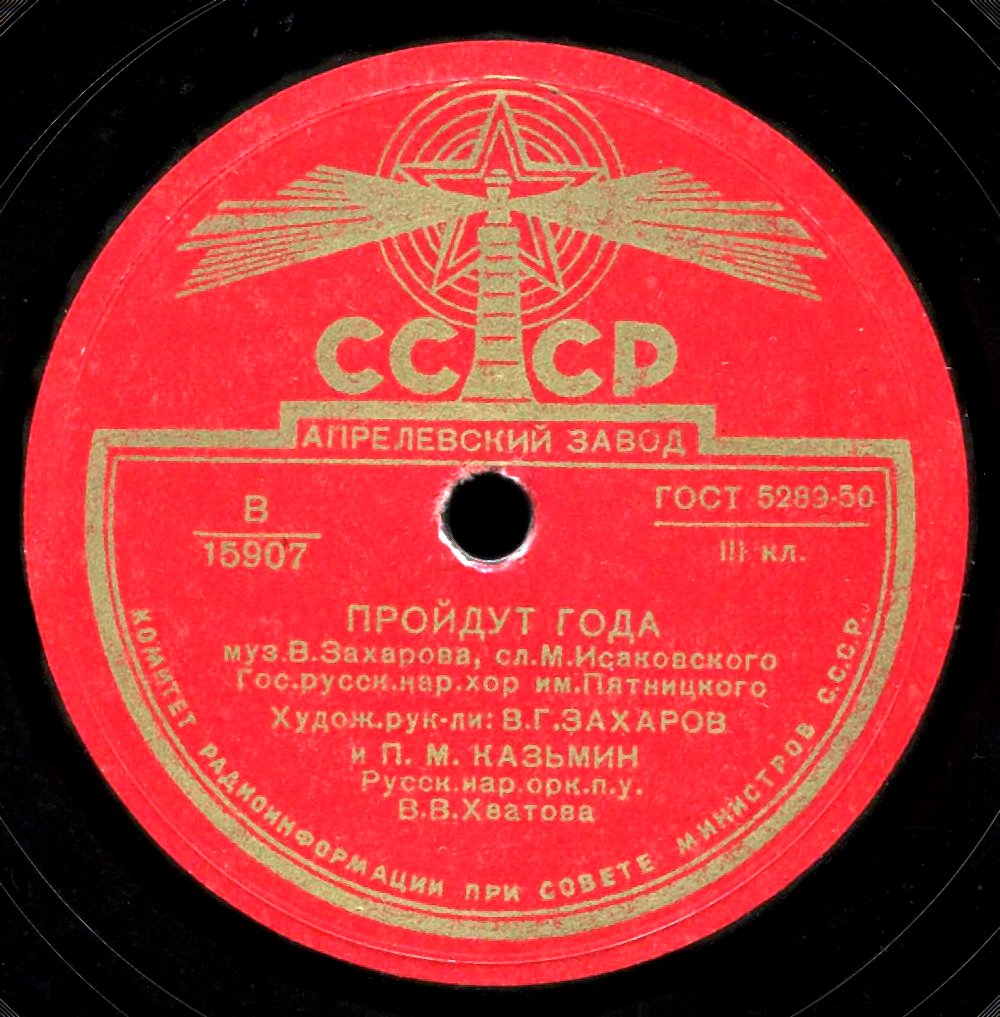 СССР
АПРЕЛЕВСКИЙ ЗАВОД
В
15907
ГОСТ 5289-50
III кл.
ПРОЙДУТ ГОДА
муз.В.Захарова, сл.М.Исаковского
Гос.русск.нар.хор им.Пятницкого
Худож.рук-ли: В.Г.ЗАХАРОВ
и П. М. КАЗЬМИН
Русск.нар.орк.п.у.
В.В.Хватова
КОМИТЕТ РАДИОИНФОРМАЦИИ ПРИ СОВЕТЕ МИНИСТРОВ С.С.С.Р.